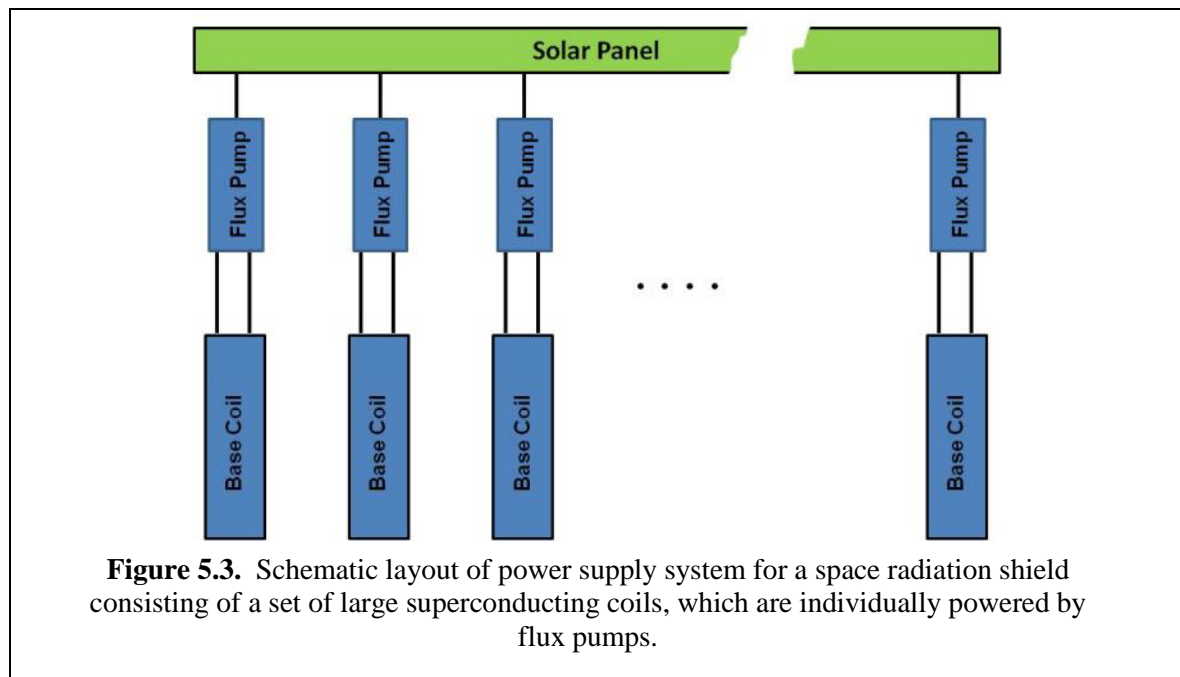 Solar Panel
Flux Pump
Flux Pump
Flux Pump
Flux Pump
Base Coil
Base Coil
Base Coil
Base Coil
Figure 5.3. Schematic layout of power supply system for a space radiation shield
consisting of a set of large superconducting coils, which are individually powered by
flux pumps.